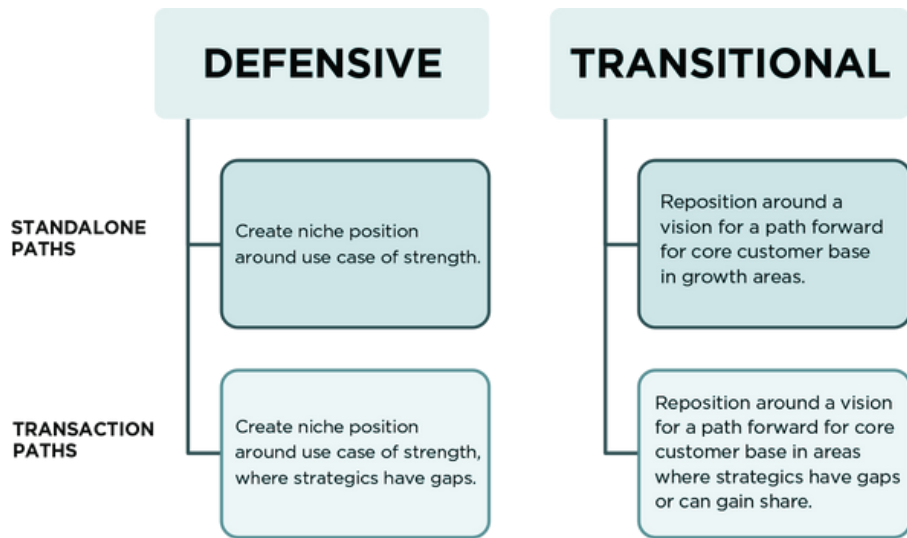 DEFENSIVE
TRANSITIONAL
STANDALONE
PATHS
Create niche position
around use case of strength.
Reposition around a
vision for a path forward
for core customer base
in growth areas.
TRANSACTION
PATHS
Create niche position
around use case of strength,
where strategics have gaps.
Reposition around a vision
for a path forward for core
customer base in areas
where strategics have gaps
or can gain share.